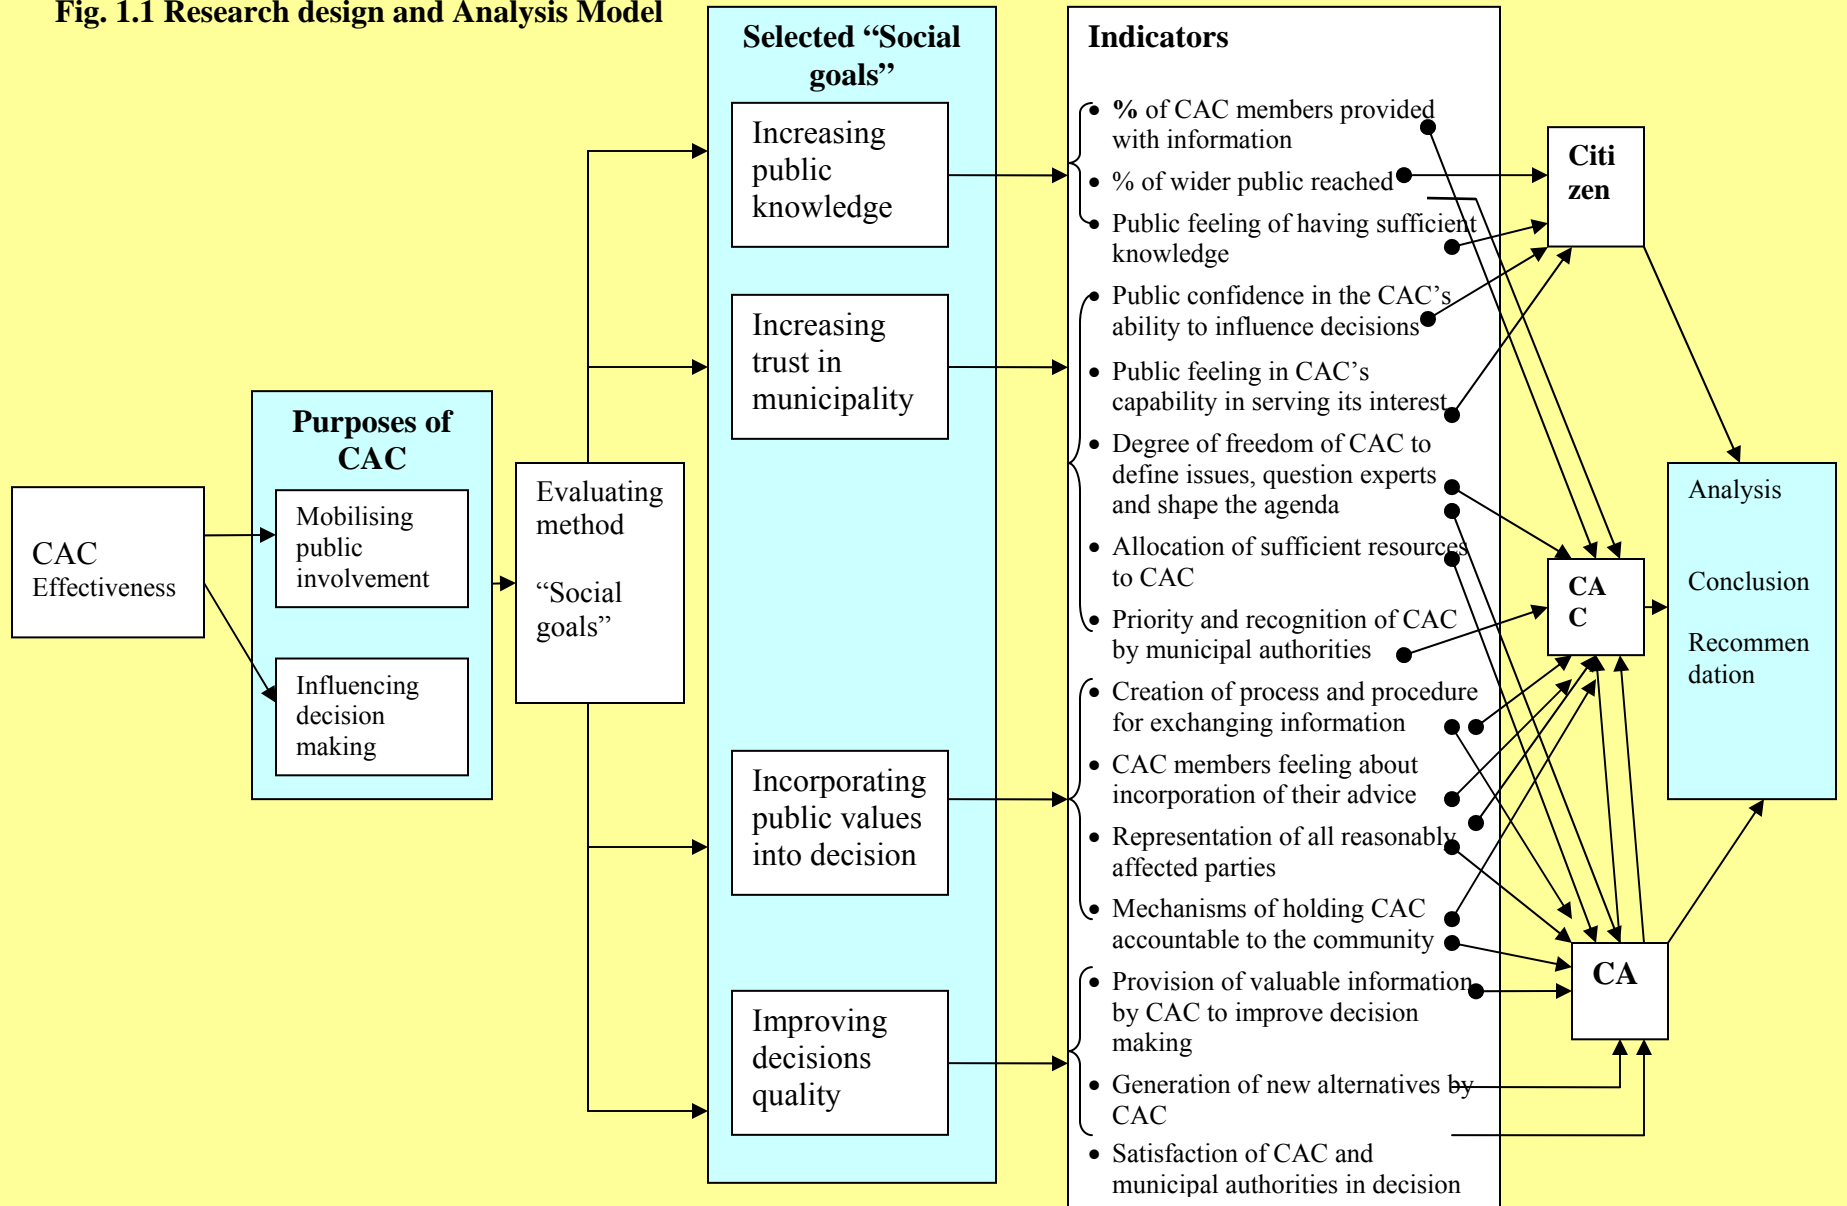 Fig. 1.1 Research design and Analysis Model
CAC
Effectiveness
Purposes of
CAC
Mobilising
public
involvement
Influencing
decision
making
Evaluating
method
“Social
goals”
Selected “Social
goals”
Increasing
public
knowledge
Increasing
trust in
municipality
Incorporating
public values
into decision
Improving
decisions
quality
Indicators
• % of CAC members provided
with information
• % of wider public reached
• Public feeling of having sufficient
knowledge
• Public confidence in the CAC’s
ability to influence decisions
• Public feeling in CAC’s
capability in serving its interest
• Degree of freedom of CAC to
define issues, question experts
and shape the agenda
• Allocation of sufficient resources
to CAC
• Priority and recognition of CAC
by municipal authorities
• Creation of process and procedure
for exchanging information
• CAC members feeling about
incorporation of their advice
• Representation of all reasonably
affected parties
• Mechanisms of holding CAC
accountable to the community
• Provision of valuable information
by CAC to improve decision
making
• Generation of new alternatives by
CAC
• Satisfaction of CAC and
municipal authorities in decision
Citi
zen
CA
C
CA
Analysis
Conclusion
Recommen
dation